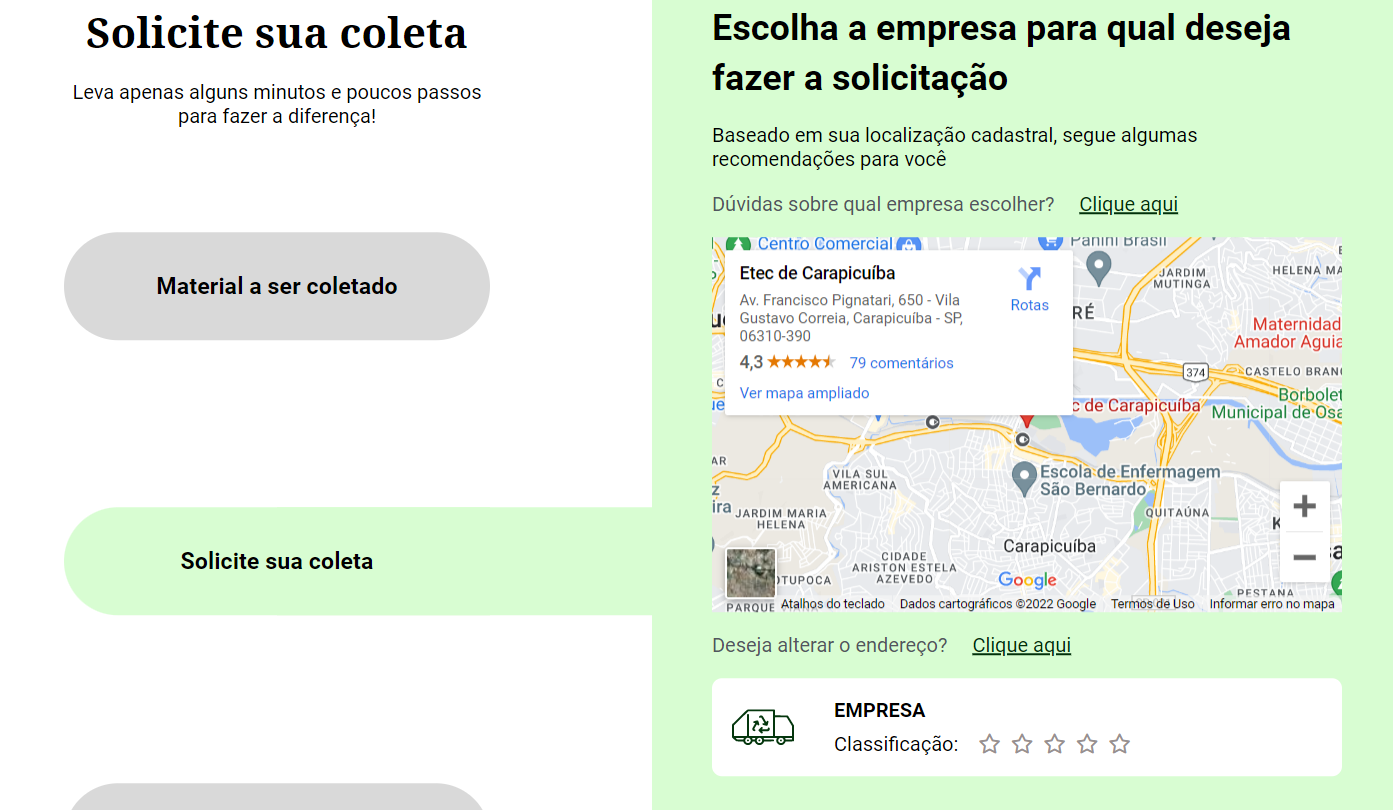 Solicite sua coleta
Leva apenas alguns minutos e poucos passos
para fazer a diferença!
Material a ser coletado
Solicite sua coleta
Escolha a empresa para qual deseja
fazer a solicitação
Baseado em sua localização cadastral, segue algumas
recomendações para você
Dúvidas sobre qual empresa escolher? Clique aqui
Centro Comercial
Panini Brasil
Etec de Carapicuíba
Av. Francisco Pignatari, 650 - Vila
Gustavo Correia, Carapicuíba - SP,
06310-390
4,3
79 comentários
Ver mapa ampliado
Rotas
JARDIM
MUTINGA
HELENA MA
RÉ
Maternidad
Amador Aguia
374
CASTELO BRANC
Borbolet
Municipal de Osa
c de Carapicuíba
Escola de Enfermagem
São Bernardo
VILA SUL
AMERICANA
JARDIM MARIA
HELENA
QUITAÚNA
Carapicuíba
CIDADE
ARISTON ESTELA
AZEVEDO
OTUPOCA
Google
PESTANA
PARQUE VIANA
Atalhos do teclado Dados cartográficos ©2022 Google Termos de Uso Informar erro no mapa
Deseja alterar o endereço? Clique aqui
EMPRESA
Classificação: